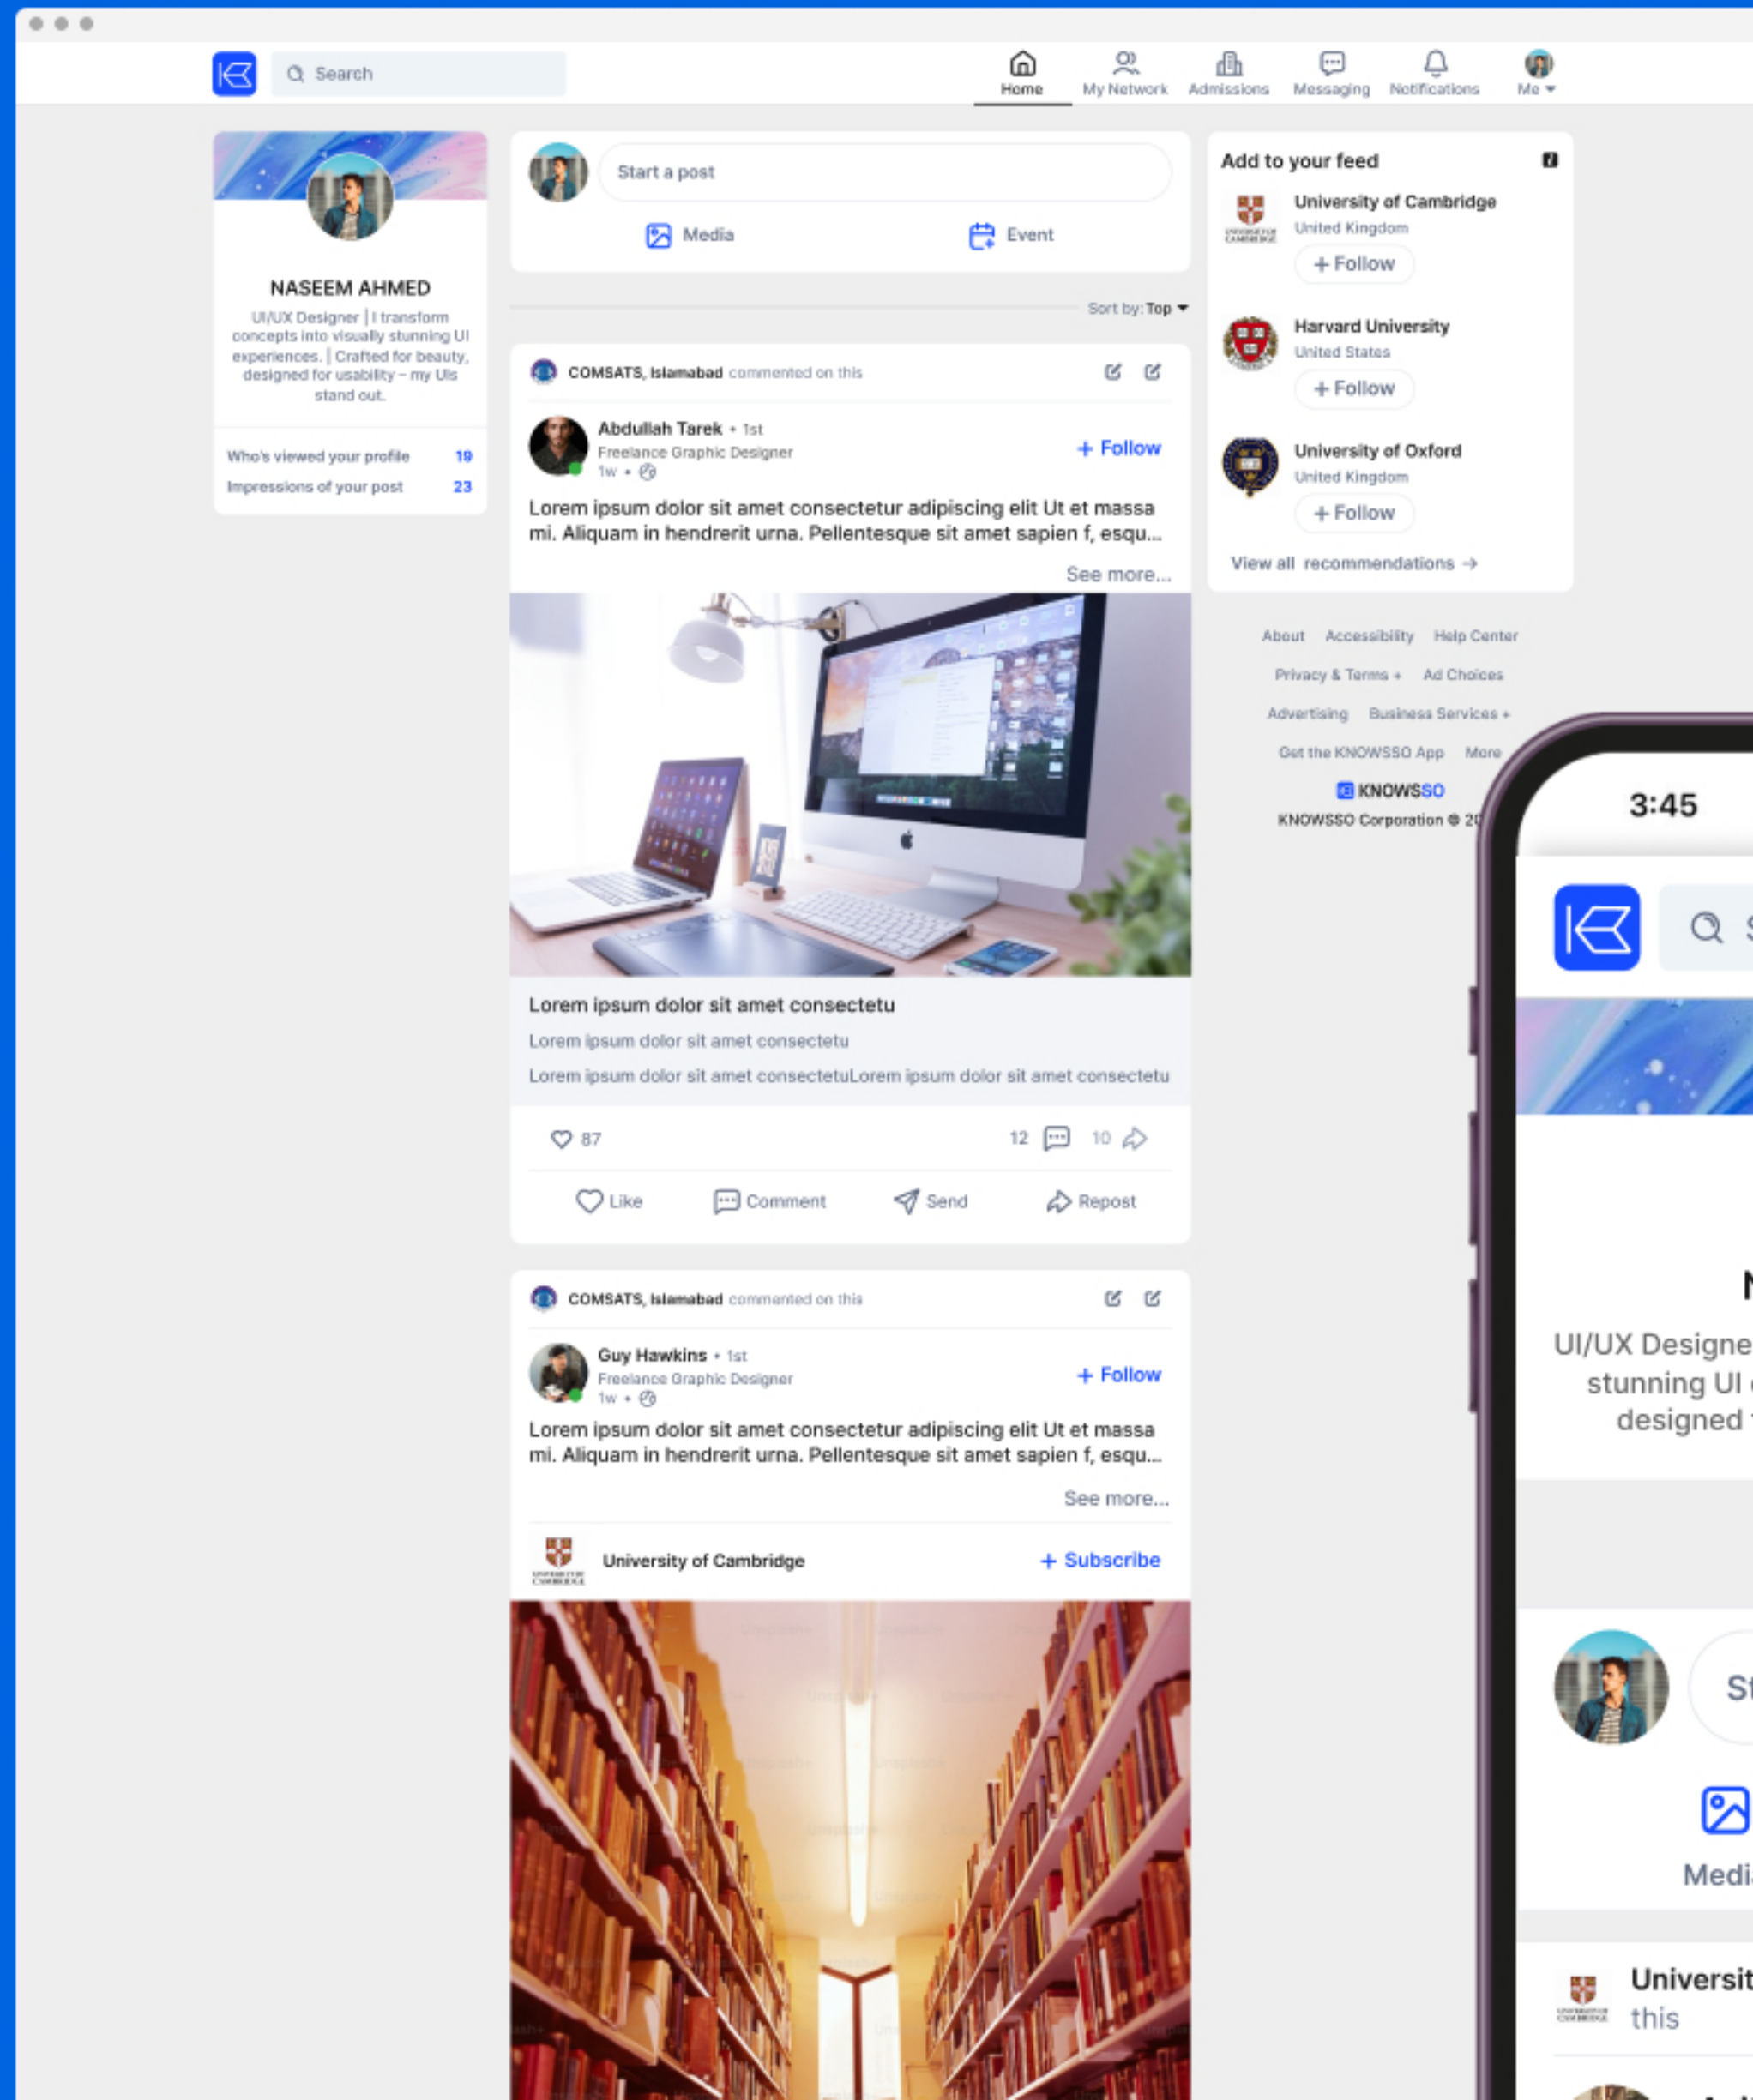 Search
Home
My Network
Admissions
Messaging
Notifications
Me
NASEEM AHMED
UI/UX Designer | I transform
concepts into visually stunning UI
experiences. | Crafted for beauty,
designed for usability – my UIs
stand out.
Who's viewed your profile 19
Impressions of your post 23
Start a post
Media
Event
Sort by: Top
COMSATS, Islamabad commented on this
Abdullah Tarek • 1st
Freelance Graphic Designer
1w •
+ Follow
Lorem ipsum dolor sit amet consectetur adipiscing elit Ut et massa
mi. Aliquam in hendrerit urna. Pellentesque sit amet sapien f, esqu...
See more...
Lorem ipsum dolor sit amet consectetu
Lorem ipsum dolor sit amet consectetu
Lorem ipsum dolor sit amet consectetuLorem ipsum dolor sit amet consectetu
87
12
10
Like
Comment
Send
Repost
COMSATS, Islamabad commented on this
Guy Hawkins • 1st
Freelance Graphic Designer
1w •
+ Follow
Lorem ipsum dolor sit amet consectetur adipiscing elit Ut et massa
mi. Aliquam in hendrerit urna. Pellentesque sit amet sapien f, esqu...
See more...
UNIVERSITY OF
CAMBRIDGE
University of Cambridge
+ Subscribe
Add to your feed
UNIVERSITY OF
CAMBRIDGE
University of Cambridge
United Kingdom
+ Follow
Harvard University
United States
+ Follow
University of Oxford
United Kingdom
+ Follow
View all recommendations →
About Accessibility Help Center
Privacy & Terms + Ad Choices
Advertising Business Services +
Get the KNOWSSO App More
KNOWSSO
KNOWSSO Corporation © 20
3:45
S
N
UI/UX Designe
stunning UI
designed
St
Media
Universit
this